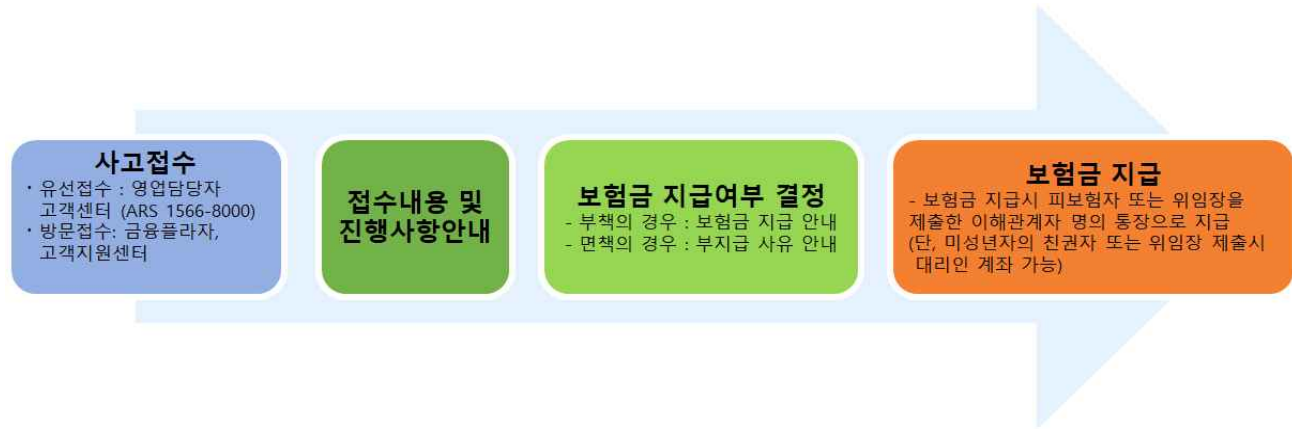 사고접수
· 유선접수 : 영업담당자
고객센터 (ARS 1566-8000)
· 방문접수: 금융플라자,
고객지원센터
접수내용 및
진행사항안내
보험금 지급여부 결정
- 부책의 경우 : 보험금 지급 안내
- 면책의 경우 : 부지급 사유 안내
보험금 지급
- 보험금 지급시 피보험자 또는 위임장을
제출한 이해관계자 명의 통장으로 지급
(단, 미성년자의 친권자 또는 위임장 제출시
대리인 계좌 가능)